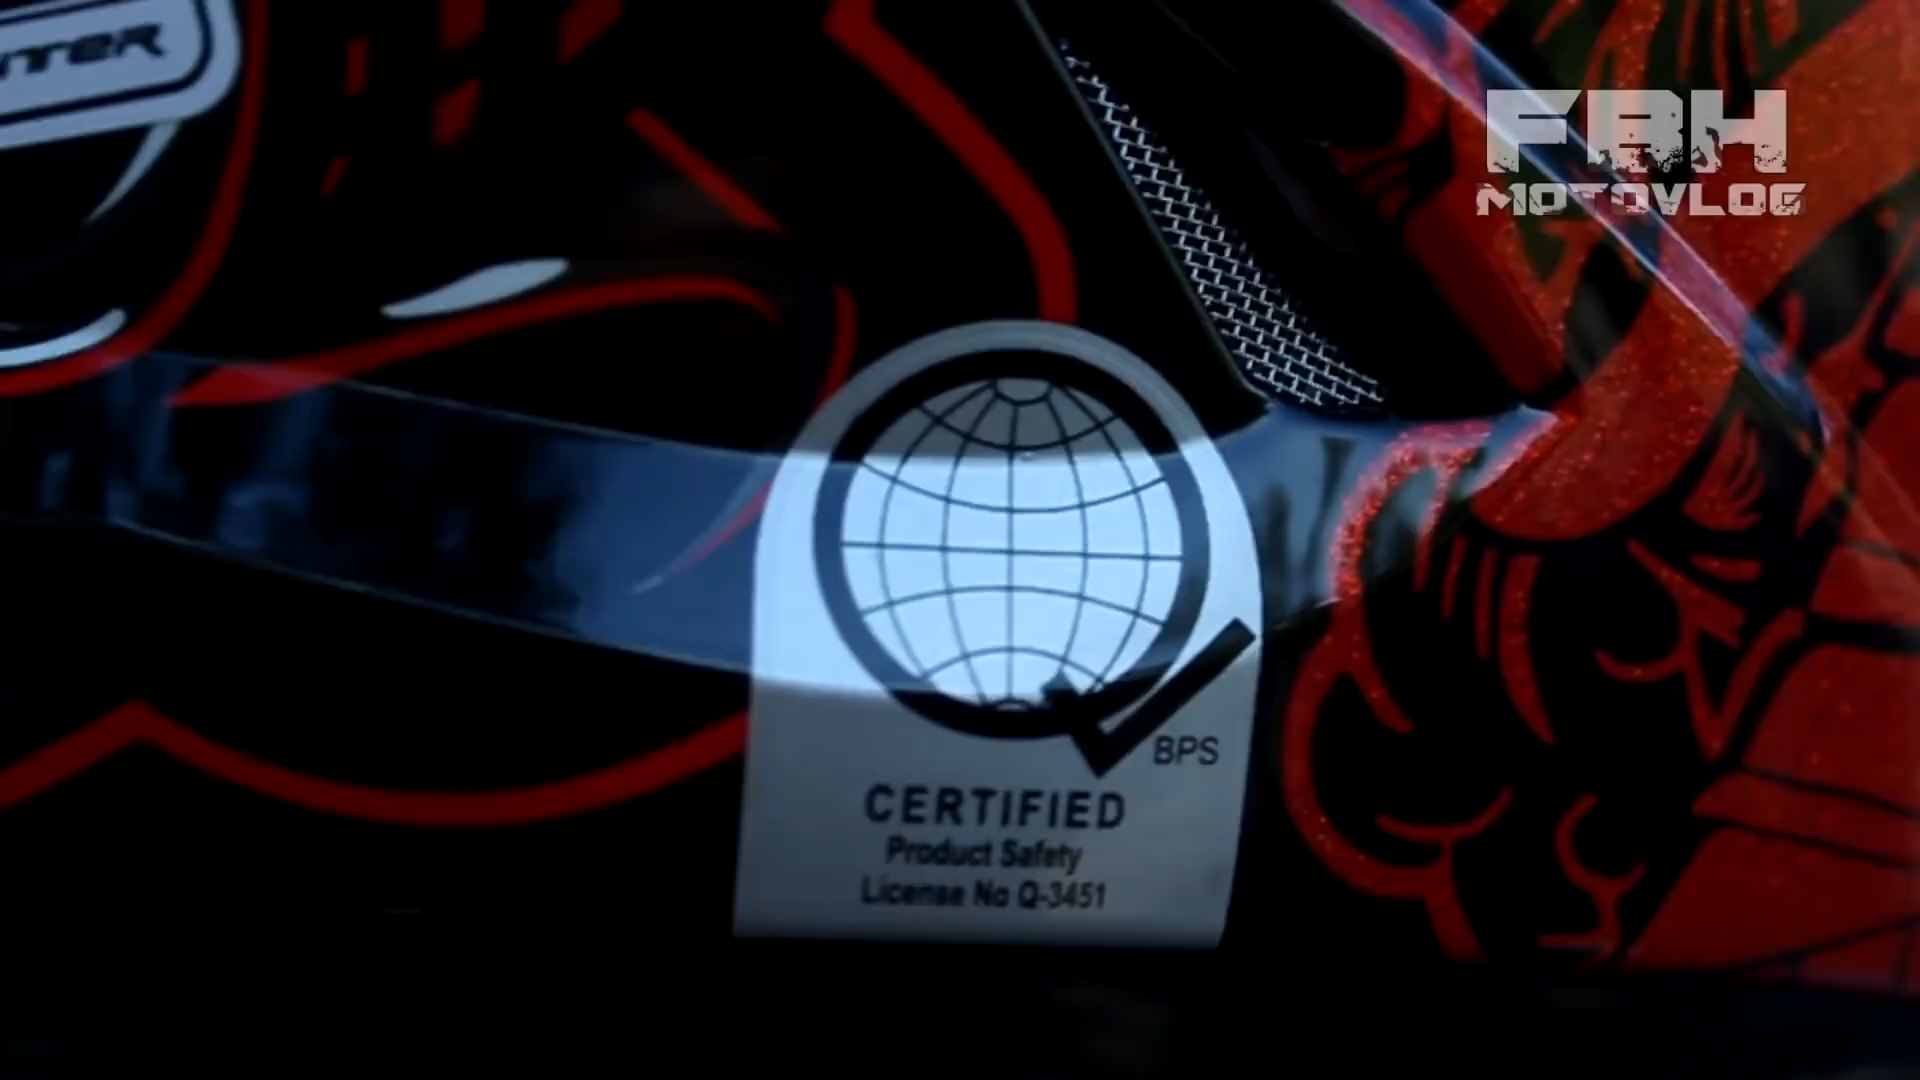 FBH
MOTOVLOG
BPS
CERTIFIED
Product Safety
License No Q-3451